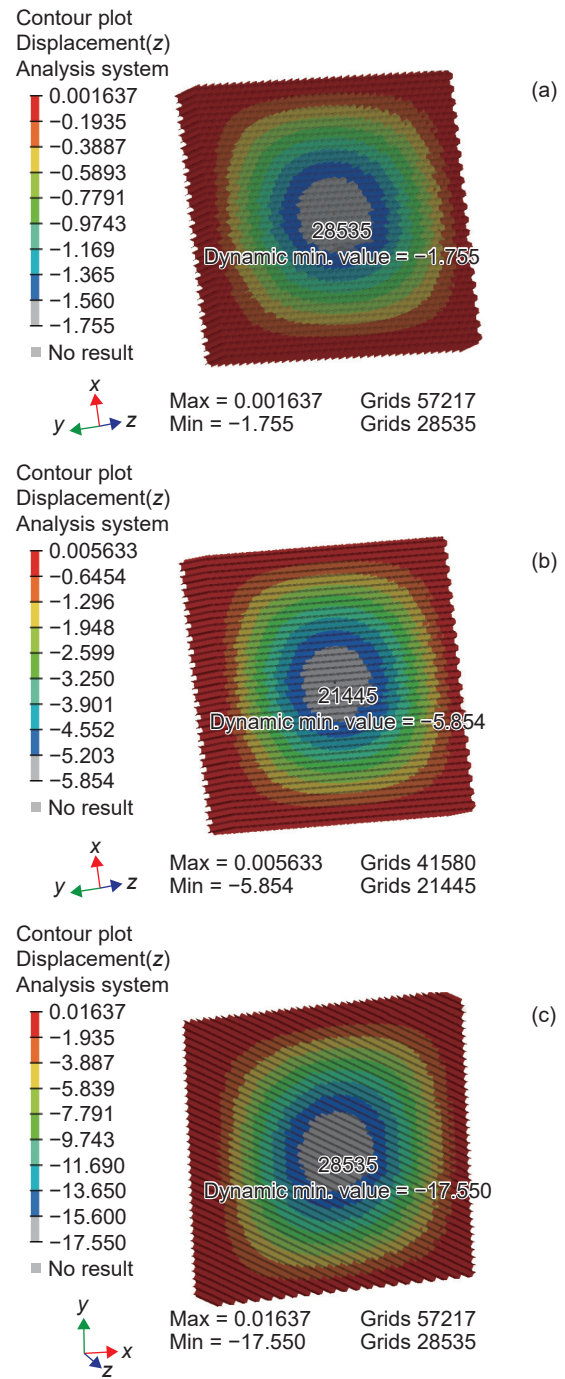 Contour plot
Displacement(z)
Analysis system
0.001637
−0.1935
−0.3887
−0.5893
−0.7791
−0.9743
−1.169
−1.365
−1.560
−1.755
No result
(a)
28535
Dynamic min. value = −1.755
x
y
z
Max = 0.001637 Grids 57217
Min = −1.755 Grids 28535
Contour plot
Displacement(z)
Analysis system
0.005633
−0.6454
−1.296
−1.948
−2.599
−3.250
−3.901
−4.552
−5.203
−5.854
No result
(b)
21445
Dynamic min. value = −5.854
x
y
z
Max = 0.005633 Grids 41580
Min = −5.854 Grids 21445
Contour plot
Displacement(z)
Analysis system
0.01637
−1.935
−3.887
−5.839
−7.791
−9.743
−11.690
−13.650
−15.600
−17.550
No result
(c)
28535
Dynamic min. value = −17.550
y
x
z
Max = 0.01637 Grids 57217
Min = −17.550 Grids 28535